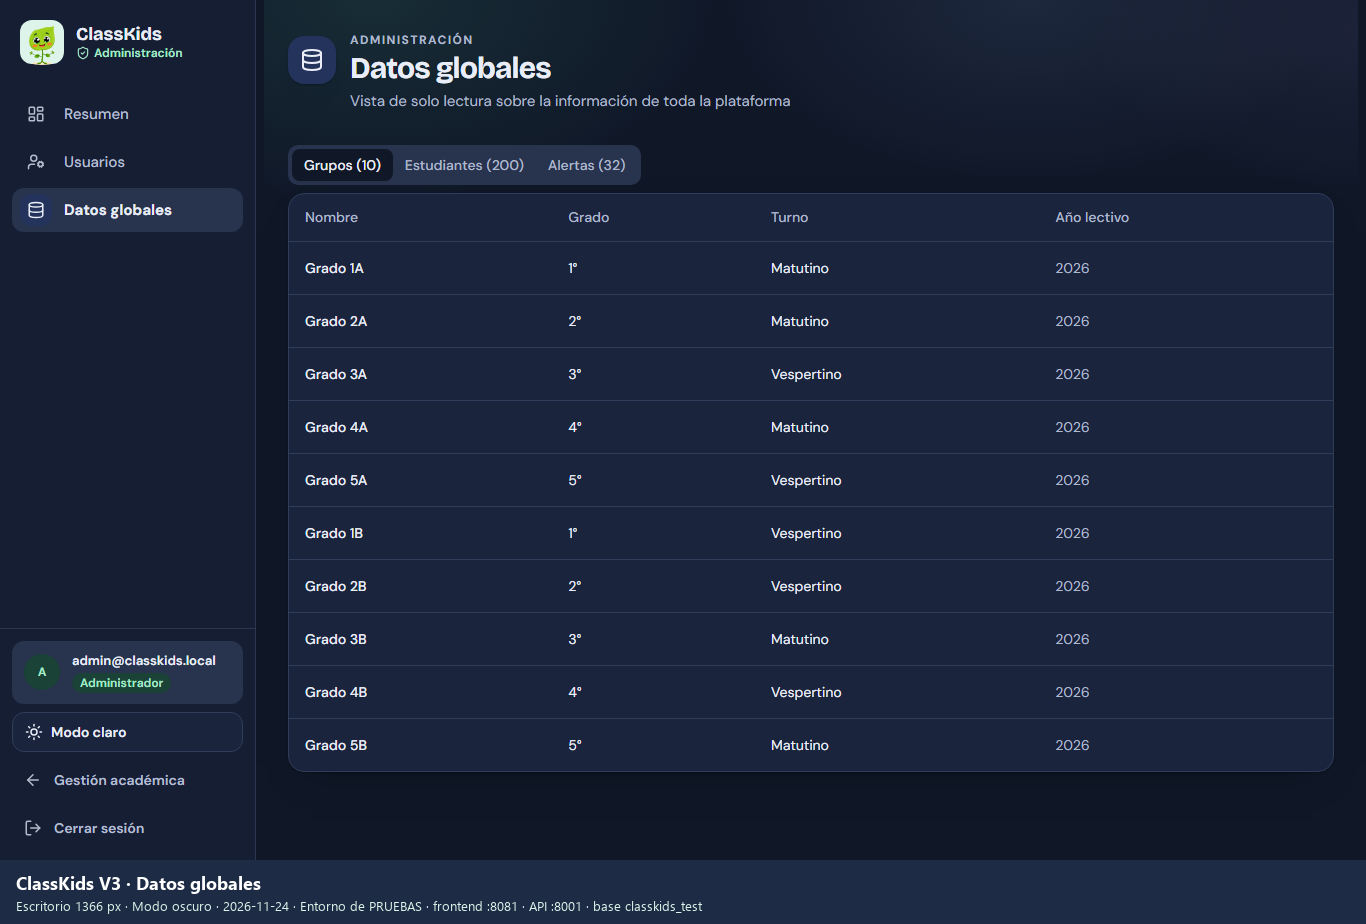 ClassKids
Administración
Resumen
Usuarios
Datos globales
A
admin@classkids.local
Administrador
Modo claro
Gestión académica
Cerrar sesión
ADMINISTRACIÓN
Datos globales
Vista de solo lectura sobre la información de toda la plataforma
Grupos (10) Estudiantes (200) Alertas (32)
Nombre Grado Turno Año lectivo
Grado 1A 1° Matutino 2026
Grado 2A 2° Matutino 2026
Grado 3A 3° Vespertino 2026
Grado 4A 4° Matutino 2026
Grado 5A 5° Vespertino 2026
Grado 1B 1° Vespertino 2026
Grado 2B 2° Vespertino 2026
Grado 3B 3° Matutino 2026
Grado 4B 4° Vespertino 2026
Grado 5B 5° Matutino 2026
ClassKids V3 · Datos globales
Escritorio 1366 px · Modo oscuro · 2026-11-24 · Entorno de PRUEBAS · frontend :8081 · API :8001 · base classkids_test